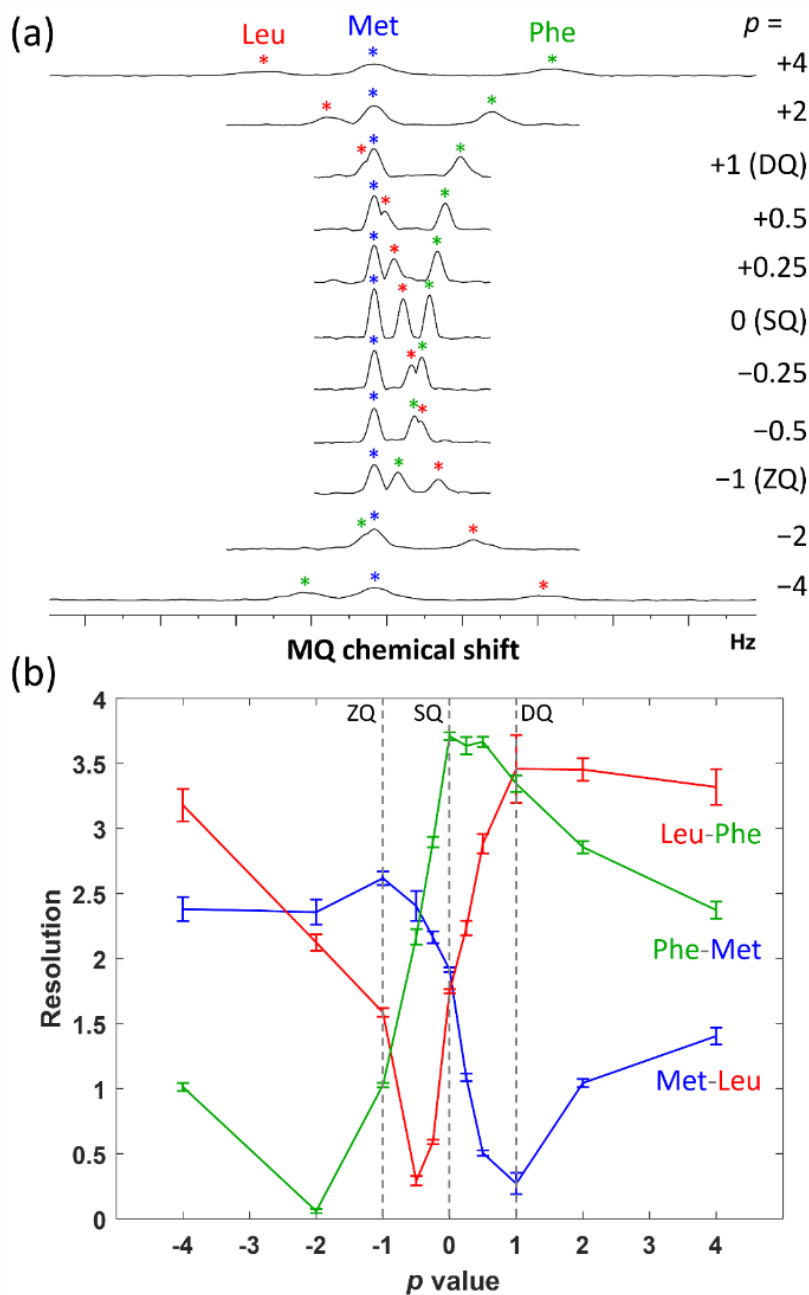 (a)
Leu Met Phe p =
+4
+2
+1 (DQ)
+0.5
+0.25
0 (SQ)
−0.25
−0.5
−1 (ZQ)
−2
−4
MQ chemical shift Hz
(b)
4
ZQ SQ DQ
3.5
3
2.5
2
1.5
1
0.5
0
Resolution
Leu-Phe
Phe-Met
Met-Leu
-4 -3 -2 -1 0 1 2 3 4
p value